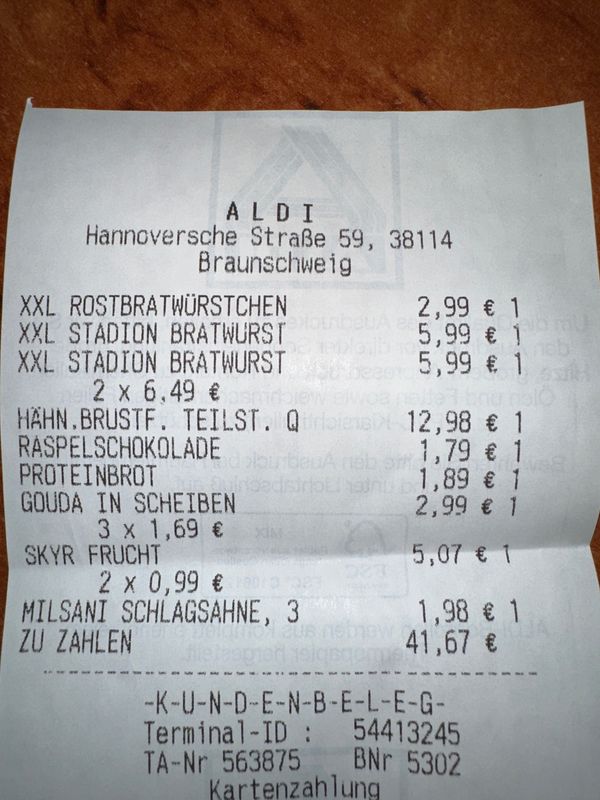 ALDI
Hannoversche Straße 59, 38114
Braunschweig
XXL ROSTBRATWÜRSTCHEN 2,99 € 1
XXL STADION BRATWURST 5,99 € 1
XXL STADION BRATWURST 5,99 € 1
2 x 6,49 €
HÄHN.BRUSTF. TEILST. Q 12,98 € 1
RASPELSCHOKOLADE 1,79 € 1
PROTEINBROT 1,89 € 1
GOUDA IN SCHEIBEN 2,99 € 1
3 x 1,69 €
SKYR FRUCHT 5,07 € 1
2 x 0,99 €
MILSANI SCHLAGSAHNE, 3 1,98 € 1
ZU ZAHLEN 41,67 €
-K-U-N-D-E-N-B-E-L-E-G-
Terminal-ID : 54413245
TA-Nr 563875 BNr 5302
Kartenzahlung